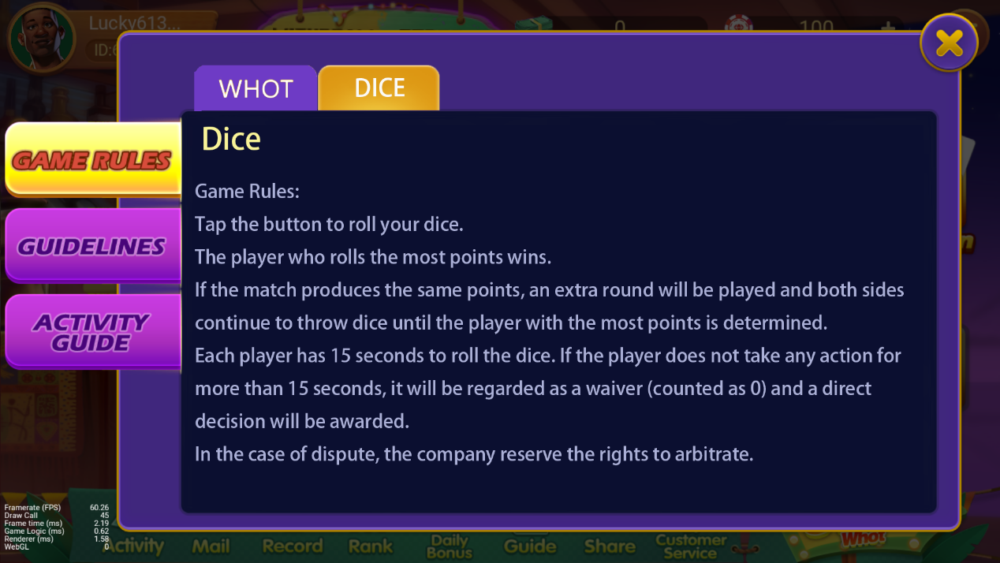 Lucky613...
0
100
WHOT
DICE
GAME RULES
GUIDELINES
ACTIVITY
GUIDE
Dice
Game Rules:
Tap the button to roll your dice.
The player who rolls the most points wins.
If the match produces the same points, an extra round will be played and both sides
continue to throw dice until the player with the most points is determined.
Each player has 15 seconds to roll the dice. If the player does not take any action for
more than 15 seconds, it will be regarded as a waiver (counted as 0) and a direct
decision will be awarded.
In the case of dispute, the company reserve the rights to arbitrate.
Framerate (FPS) 60.26
Draw Call 45
Frame time (ms) 2.19
Game Logic (ms) 0.62
Renderer (ms) 1.58
WebGL 0
Activity
Mail
Record
Rank
Daily
Bonus
Guide
Share
Customer
Service
Whot